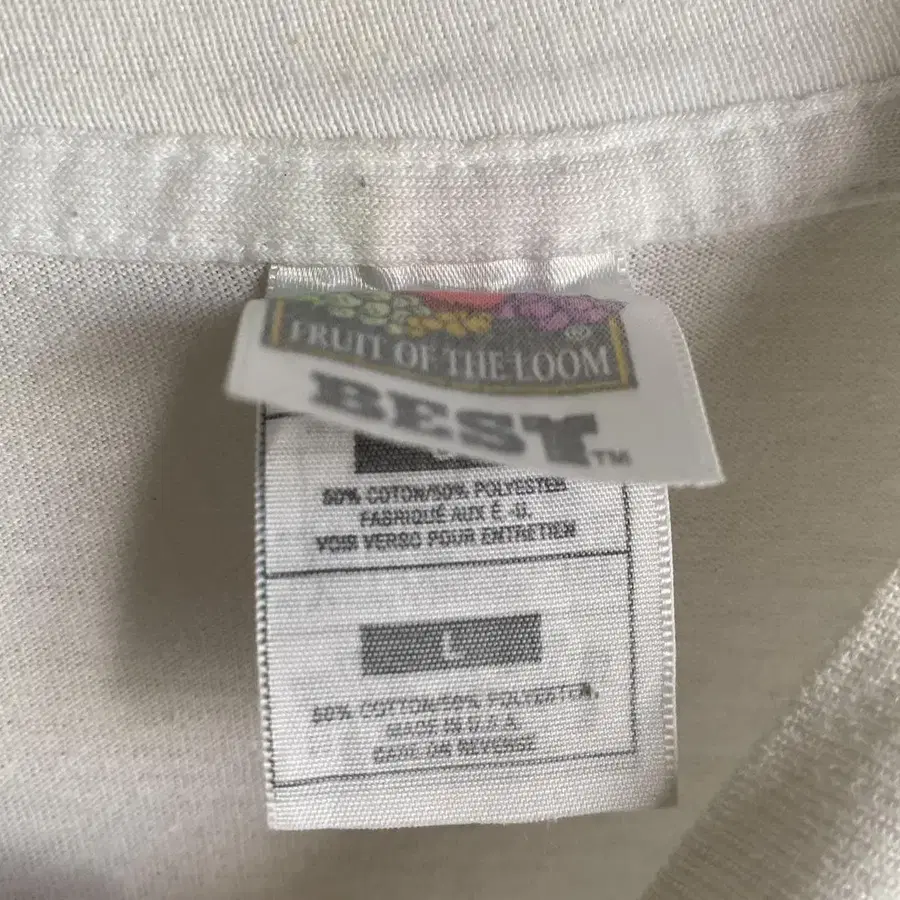 FRUIT OF THE LOOM ®
BEST™
50% COTON/50% POLYESTER
FABRIQUÉ AUX É.-U.
VOIR VERSO POUR ENTRETIEN
L
50% COTTON/50% POLYESTER.
MADE IN U.S.A.
CARE ON REVERSE